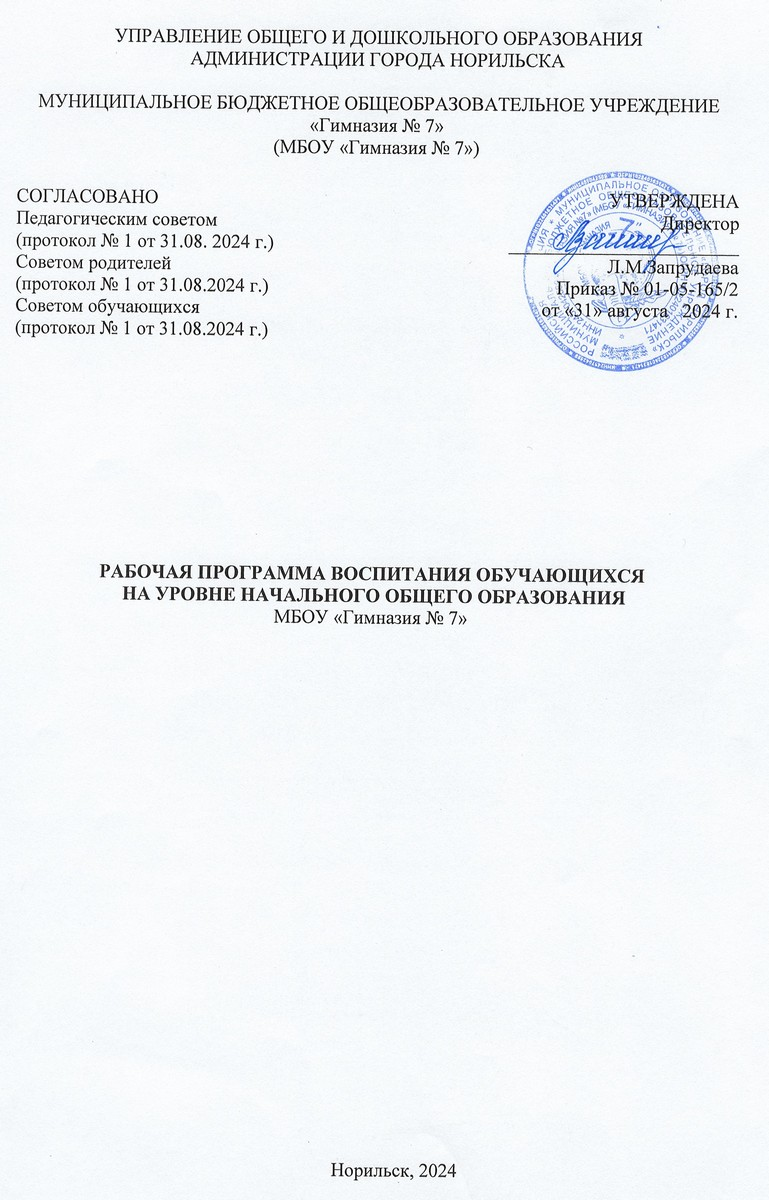 УПРАВЛЕНИЕ ОБЩЕГО И ДОШКОЛЬНОГО ОБРАЗОВАНИЯ
АДМИНИСТРАЦИИ ГОРОДА НОРИЛЬСКА
МУНИЦИПАЛЬНОЕ БЮДЖЕТНОЕ ОБЩЕОБРАЗОВАТЕЛЬНОЕ УЧРЕЖДЕНИЕ
«Гимназия № 7»
(МБОУ «Гимназия № 7»)
СОГЛАСОВАНО
Педагогическим советом
(протокол № 1 от 31.08. 2024 г.)
Советом родителей
(протокол № 1 от 31.08.2024 г.)
Советом обучающихся
(протокол № 1 от 31.08.2024 г.)
УТВЕРЖДЕНА
Директор
Л.М.Запрудаева
Приказ № 01-05-165/2
от «31» августа 2024 г.
РАБОЧАЯ ПРОГРАММА ВОСПИТАНИЯ ОБУЧАЮЩИХСЯ
НА УРОВНЕ НАЧАЛЬНОГО ОБЩЕГО ОБРАЗОВАНИЯ
МБОУ «Гимназия № 7»
Норильск, 2024